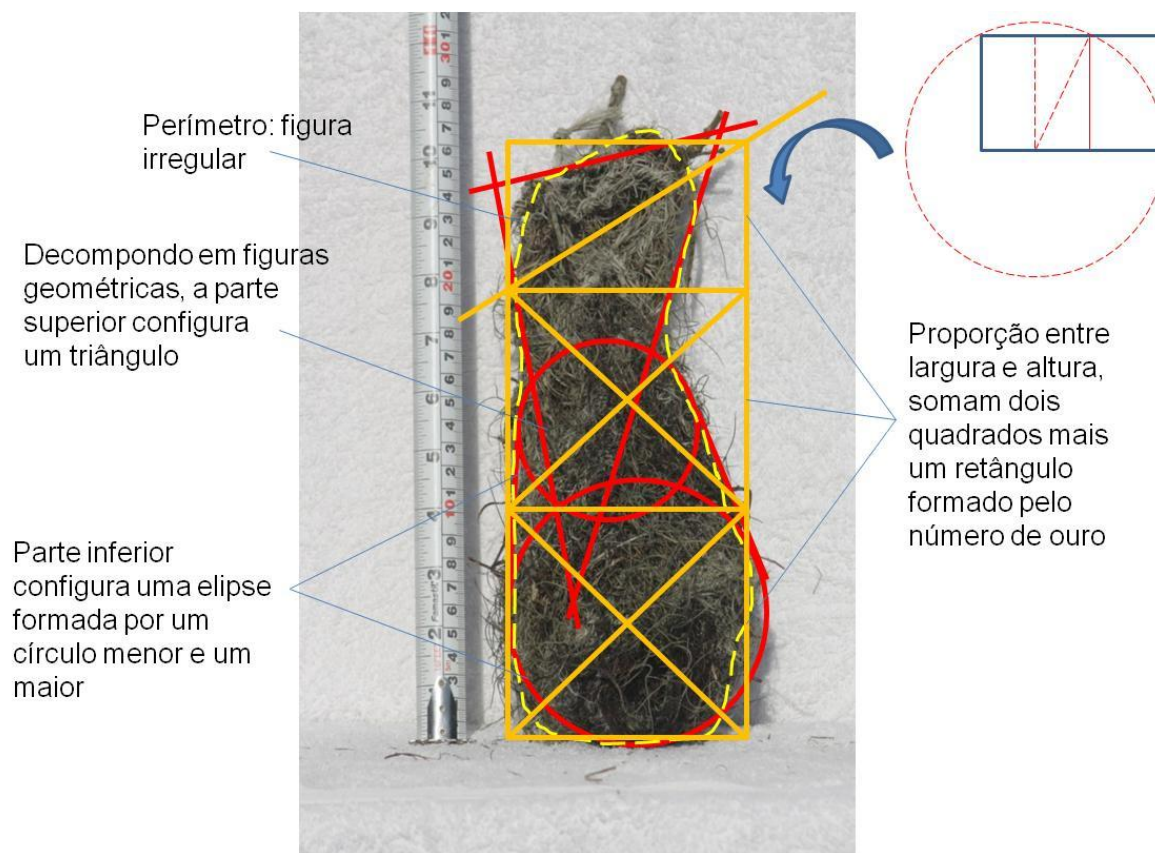 Perímetro: figura
irregular
Decompondo em figuras
geométricas, a parte
superior configura
um triângulo
Parte inferior
configura uma elipse
formada por um
círculo menor e um
maior
Proporção entre
largura e altura,
somam dois
quadrados mais
um retângulo
formado pelo
número de ouro